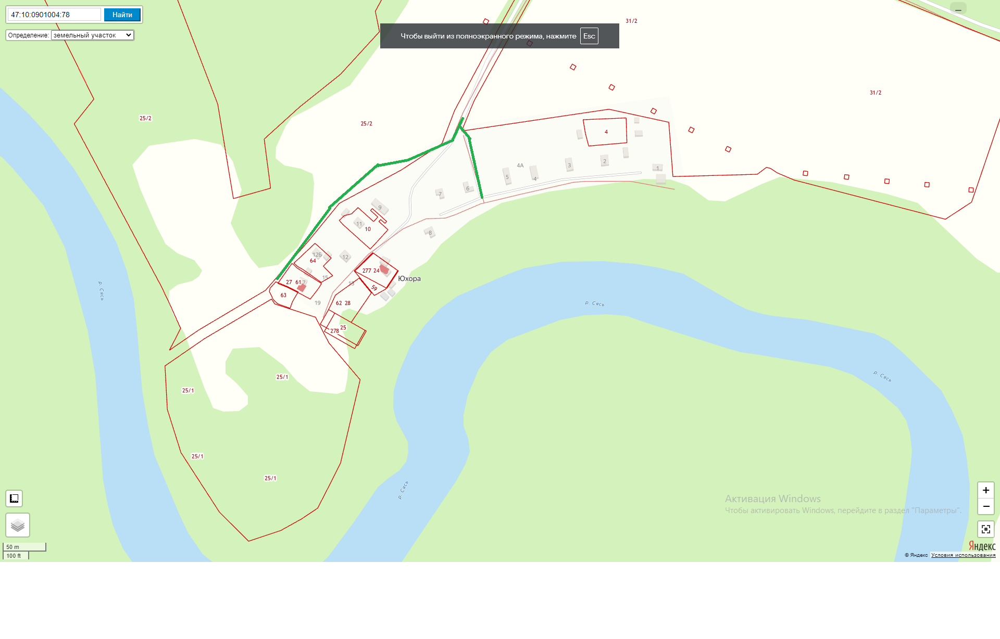 47:10:0901004:78
Найти
Определение: земельный участок
Чтобы выйти из полноэкранного режима, нажмите Esc
31/2
31/2
25/2
25/2
4
4А
3
2
1
5
4
6
7
9
11
10
8
12Б
64
12
15
277 24
Юхора
27 61
7
13
59
63
19
62 28
25
278
р. Сясь
р. Сясь
р. Сясь
р. Сясь
25/1
25/1
25/1
25/1
Активация Windows
Чтобы активировать Windows, перейдите в раздел "Параметры".
+
−
50 m
100 ft
Яндекс
© Яндекс Условия использования